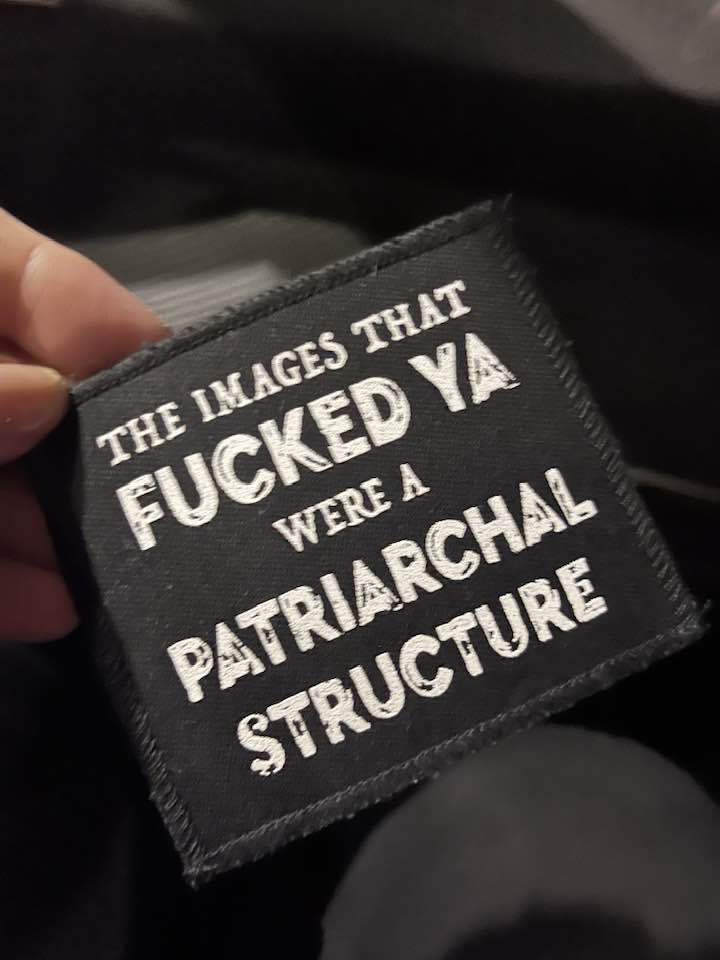 THE IMAGES THAT
FUCKED YA
WERE A
PATRIARCHAL
STRUCTURE